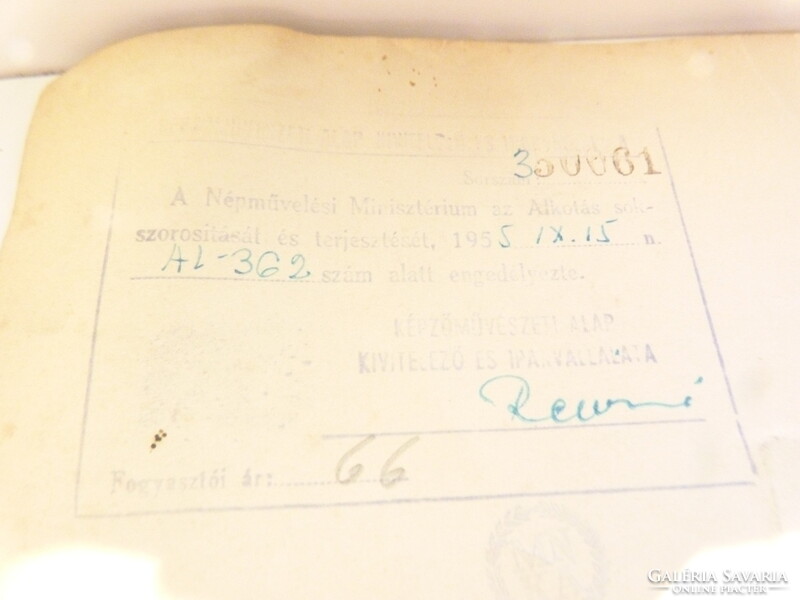 350061
Sorszám:
A Népművelési Minisztérium az Alkotás sok-
szorosítását és terjesztését, 1955 IX. 15 n.
AL-362 szám alatt engedélyezte.
KÉPZŐMŰVÉSZETI ALAP
KIVITELEZŐ ÉS IPARVÁLLALATA
Fogyasztói ár: 66
GALÉRIA SAVARIA
ONLINE PIACTÉR